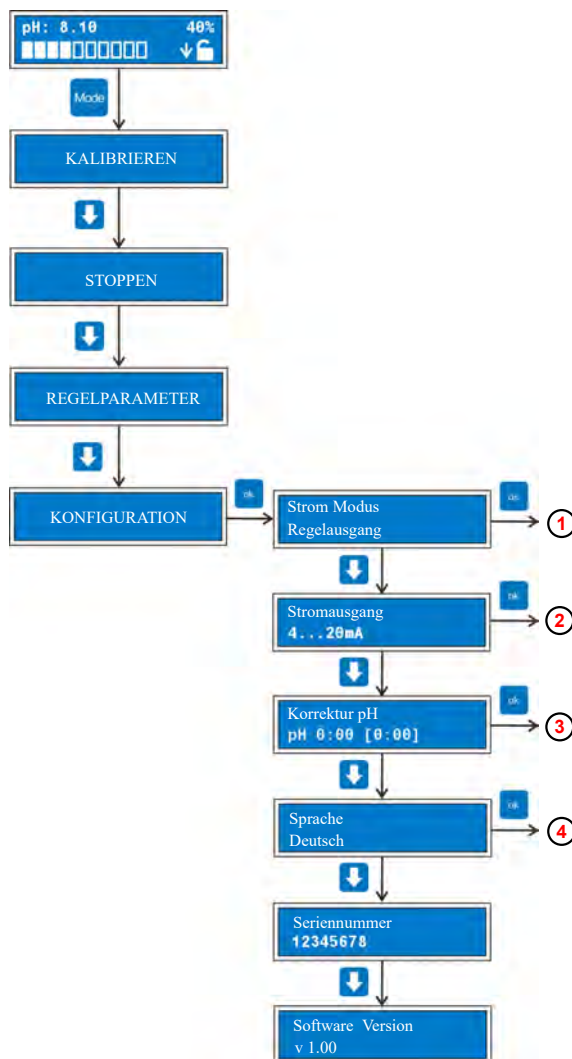 pH: 8.10 40%
Mode
KALIBRIEREN
STOPPEN
REGELPARAMETER
KONFIGURATION
ok
Strom Modus
Regelausgang
ok
1
Stromausgang
4...20mA
ok
2
Korrektur pH
pH 0:00 [0:00]
ok
3
Sprache
Deutsch
ok
4
Seriennummer
12345678
Software Version
v 1.00